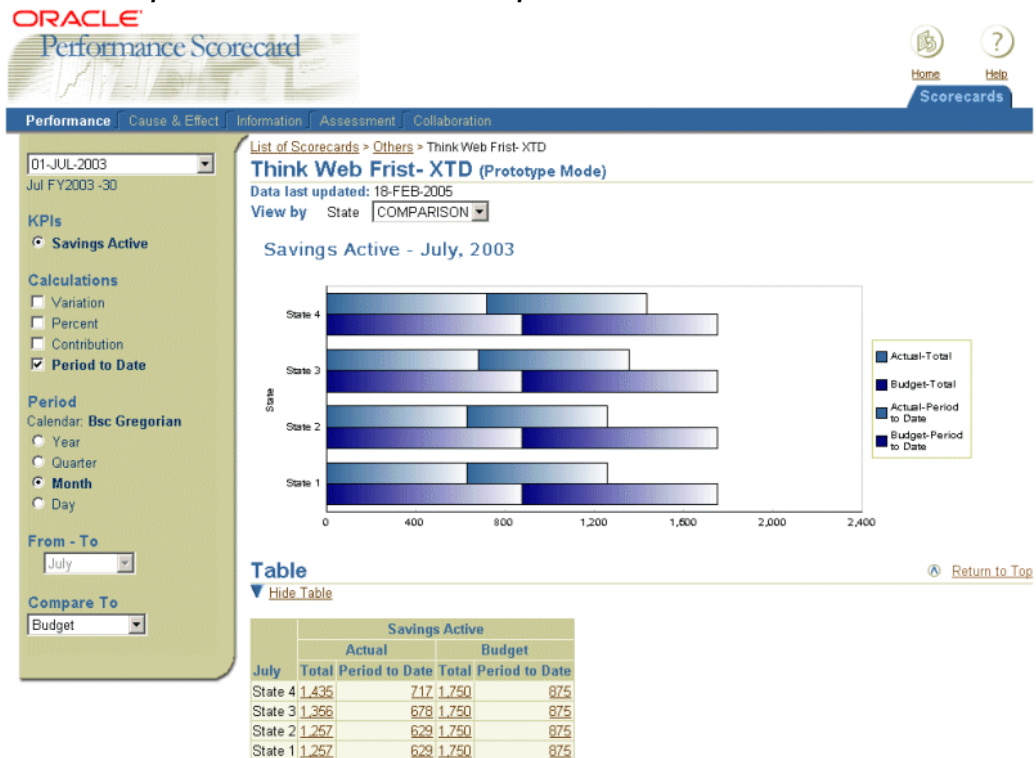 ORACLE
Performance Scorecard
Home
Help
Scorecards
Performance Cause & Effect Information Assessment Collaboration
01-JUL-2003
Jul FY2003 -30
KPIs
Savings Active
Calculations
Variation
Percent
Contribution
Period to Date
Period
Calendar: Bsc Gregorian
Year
Quarter
Month
Day
From - To
July
Compare To
Budget
List of Scorecards > Others > Think Web Frist- XTD
Think Web Frist- XTD (Prototype Mode)
Data last updated: 18-FEB-2005
View by State COMPARISON
Savings Active - July, 2003
State
State 4
State 3
State 2
State 1
0 400 800 1,200 1,600 2,000 2,400
Actual-Total
Budget-Total
Actual-Period
to Date
Budget-Period
to Date
Table
Return to Top
Hide Table
Savings Active
Actual Budget
July Total Period to Date Total Period to Date
State 4 1,435 717 1,750 875
State 3 1,356 678 1,750 875
State 2 1,257 629 1,750 875
State 1 1,257 629 1,750 875